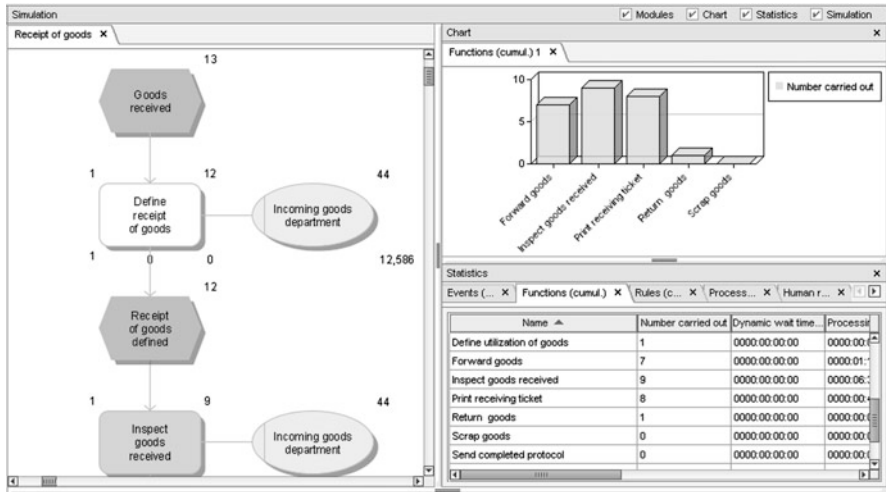 Simulation
Modules Chart Statistics Simulation
Receipt of goods
13
Goods
received
1 12 44
Define
receipt
of goods
Incoming goods
department
1 0 0 12,586
12
Receipt
of goods
defined
1 9 44
Inspect
goods
received
Incoming goods
department
Chart
Functions (cumul.) 1
10
5
0
Number carried out
Forward goods
Inspect goods received
Print receiving ticket
Return goods
Scrap goods
Statistics
Events (... Functions (cumul.) Rules (c... Process... Human r...
Name Number carried out Dynamic wait time...
Define utilization of goods 1 0000:00:00:00
Forward goods 7 0000:00:00:00
Inspect goods received 9 0000:00:00:00
Print receiving ticket 8 0000:00:00:00
Return goods 1 0000:00:00:00
Scrap goods 0 0000:00:00:00
Send completed protocol 0 0000:00:00:00